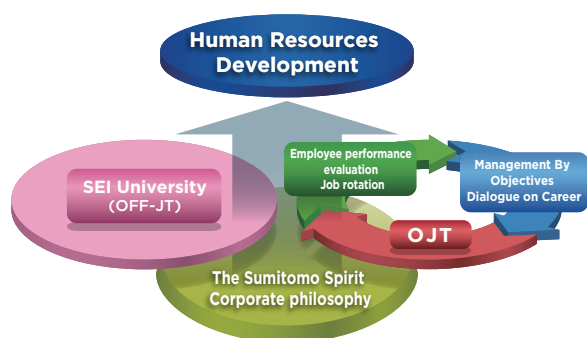 Human Resources
Development
Employee performance
evaluation
Job rotation
Management By
Objectives
Dialogue on Career
SEI University
(OFF-JT)
OJT
The Sumitomo Spirit
Corporate philosophy